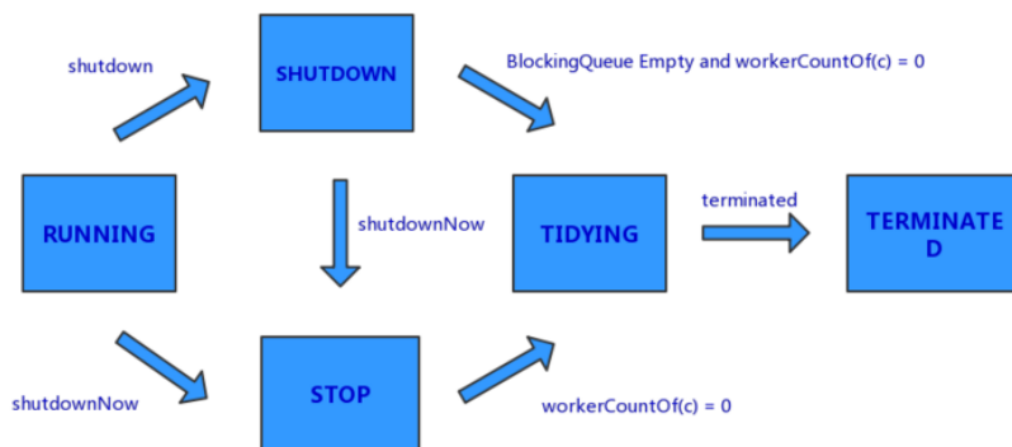 shutdown
SHUTDOWN
BlockingQueue Empty and workerCountOf(c) = 0
RUNNING
shutdownNow
TIDYING
terminated
TERMINATE
D
shutdownNow
STOP
workerCountOf(c) = 0